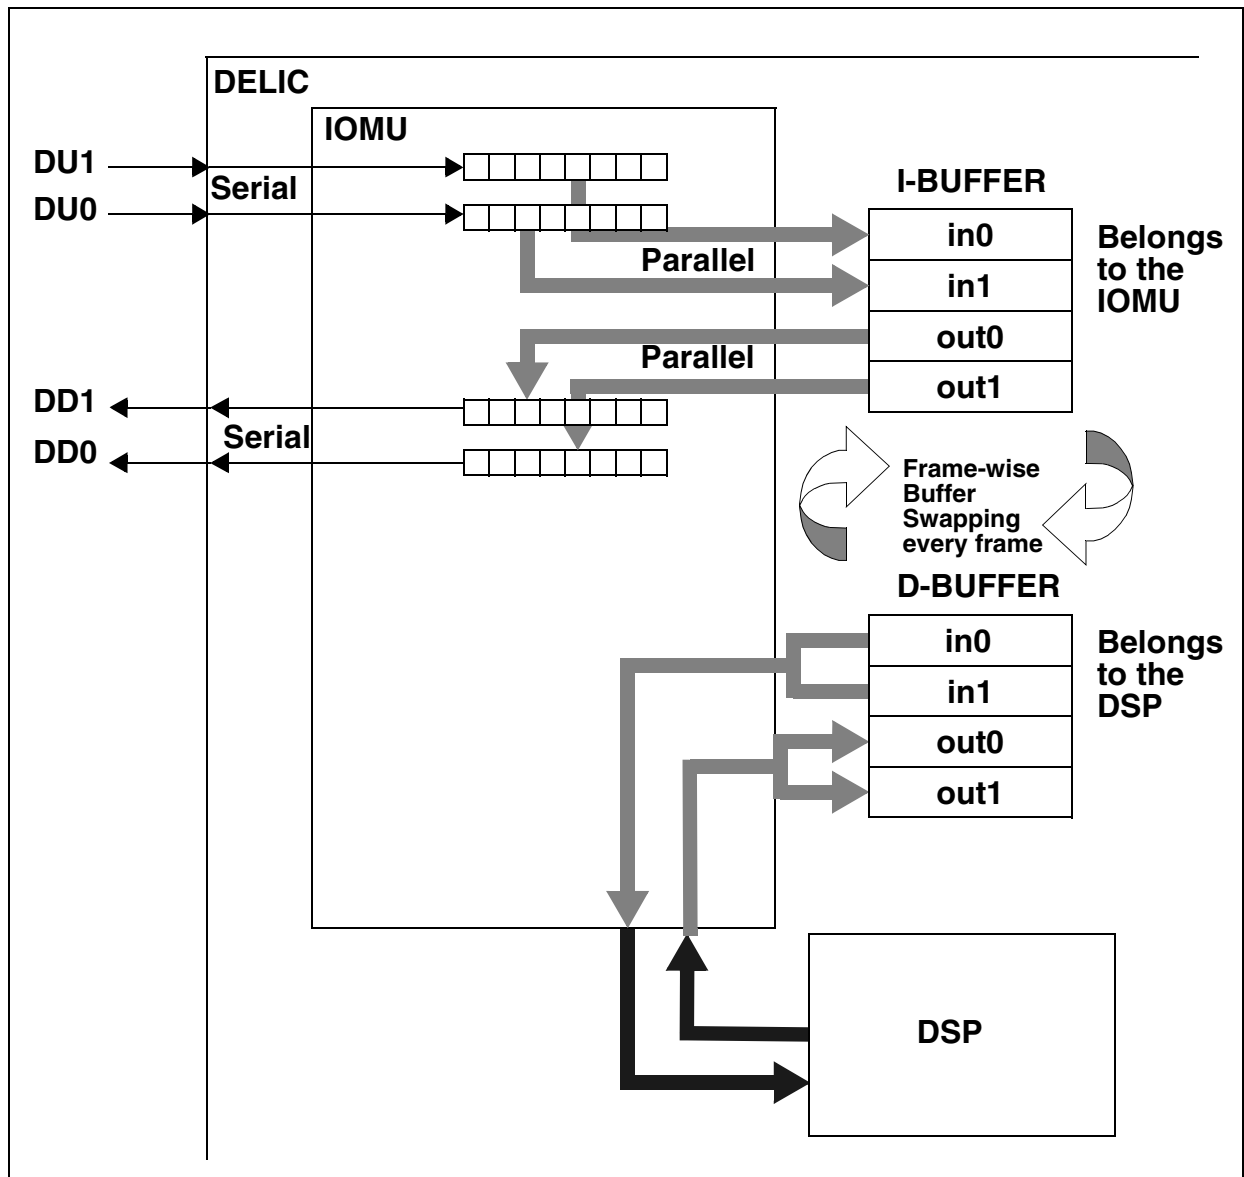 DELIC
IOMU
DU1
Serial
DU0
I-BUFFER
in0
in1
out0
out1
Belongs
to the
IOMU
Parallel
Parallel
DD1
Serial
DD0
Frame-wise
Buffer
Swapping
every frame
D-BUFFER
in0
in1
out0
out1
Belongs
to the
DSP
DSP